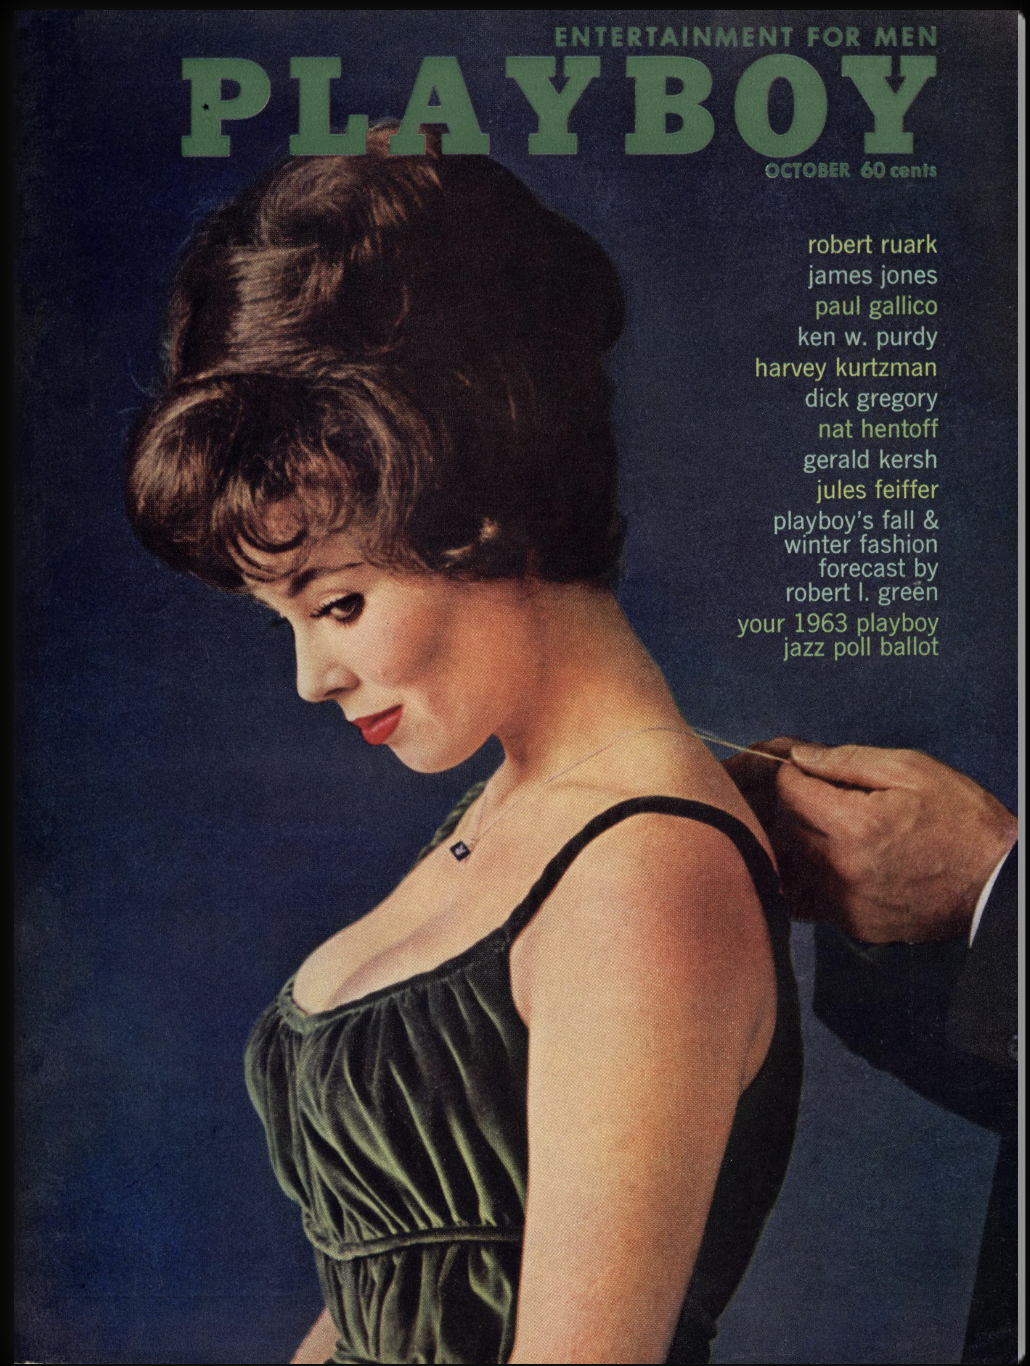 ENTERTAINMENT FOR MEN
PLAYBOY
OCTOBER 60 cents
robert ruark
james jones
paul gallico
ken w. purdy
harvey kurtzman
dick gregory
nat hentoff
gerald kersh
jules feiffer
playboy's fall &
winter fashion
forecast by
robert l. green
your 1963 playboy
jazz poll ballot